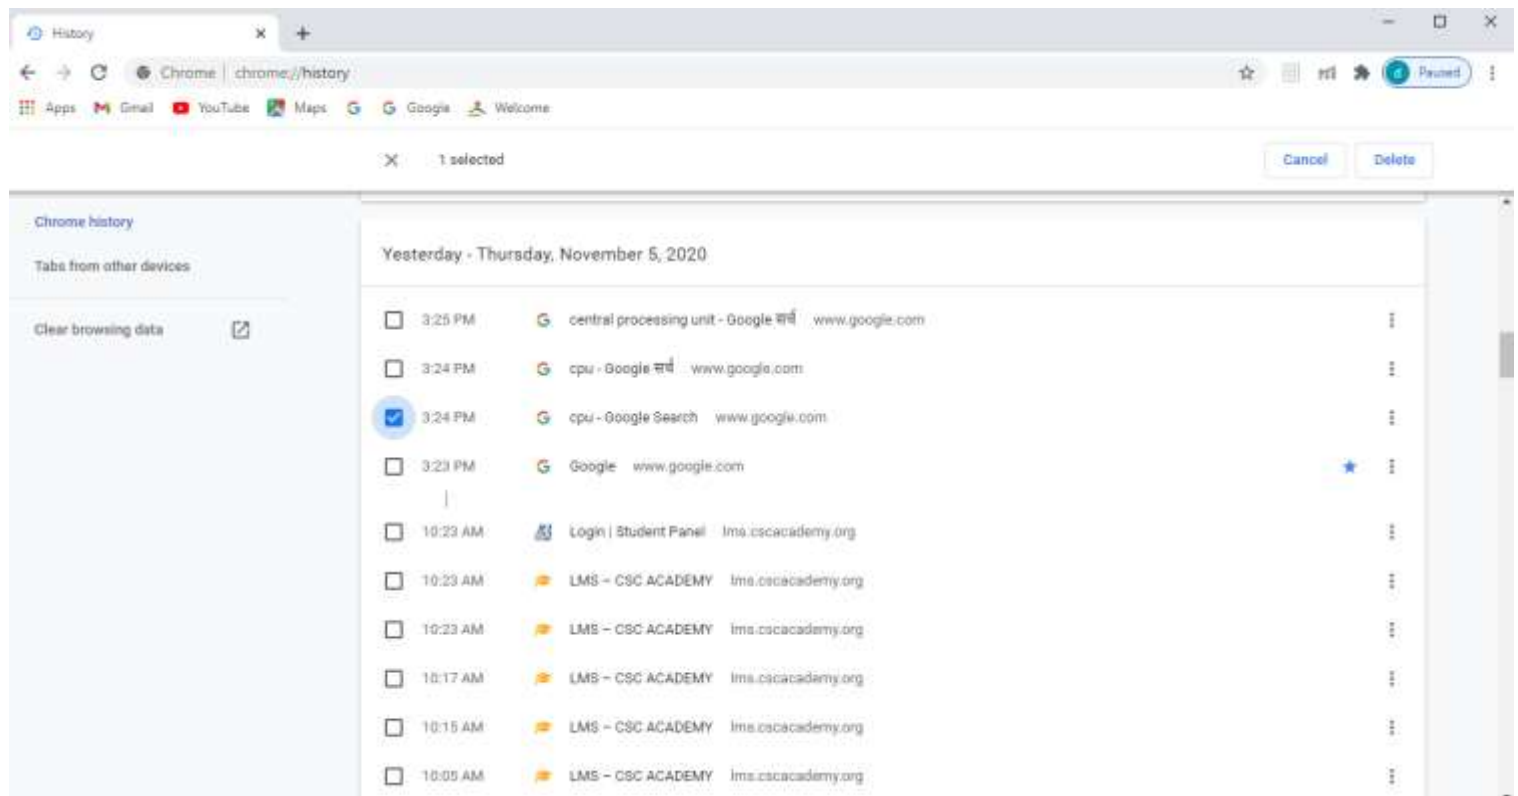 History
Chrome | chrome://history
Paused
Apps Gmail YouTube Maps Google Welcome
1 selected Cancel Delete
Chrome history
Tabs from other devices
Clear browsing data
Yesterday - Thursday, November 5, 2020
3:25 PM central processing unit - Google सर्च www.google.com
3:24 PM cpu - Google सर्च www.google.com
3:24 PM cpu - Google Search www.google.com
3:23 PM Google www.google.com
10:23 AM Login | Student Panel lms.cscacademy.org
10:23 AM LMS – CSC ACADEMY lms.cscacademy.org
10:23 AM LMS – CSC ACADEMY lms.cscacademy.org
10:17 AM LMS – CSC ACADEMY lms.cscacademy.org
10:15 AM LMS – CSC ACADEMY lms.cscacademy.org
10:05 AM LMS – CSC ACADEMY lms.cscacademy.org